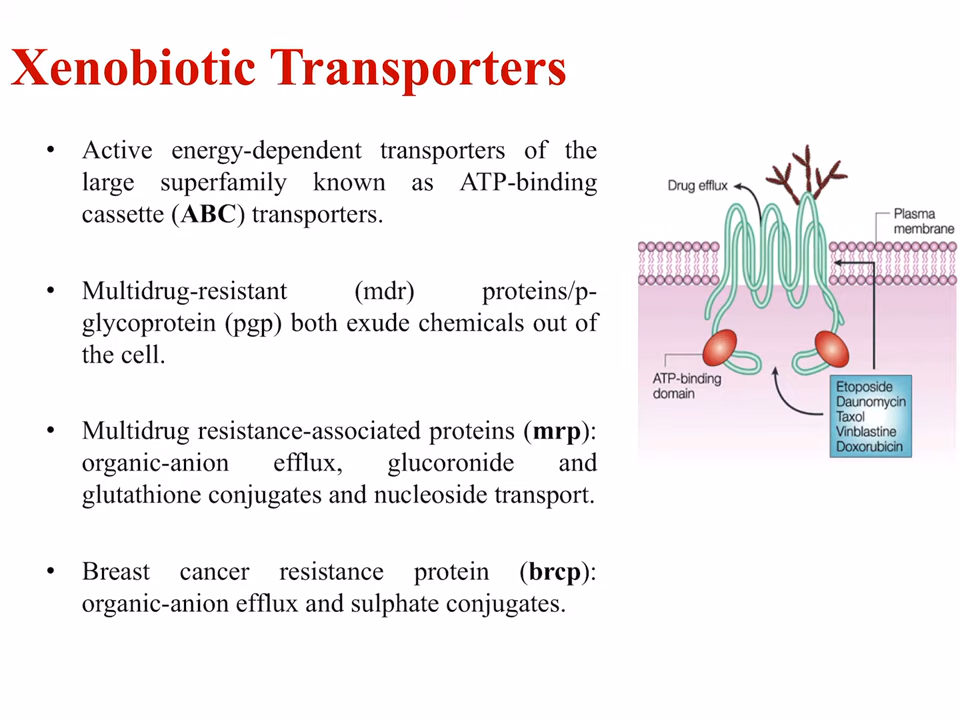 Xenobiotic Transporters
• Active energy-dependent transporters of the
large superfamily known as ATP-binding
cassette (ABC) transporters.
• Multidrug-resistant (mdr) proteins/p-
glycoprotein (pgp) both exude chemicals out of
the cell.
• Multidrug resistance-associated proteins (mrp):
organic-anion efflux, glucoronide and
glutathione conjugates and nucleoside transport.
• Breast cancer resistance protein (brcp):
organic-anion efflux and sulphate conjugates.
Drug efflux
Plasma
membrane
ATP-binding
domain
Etoposide
Daunomycin
Taxol
Vinblastine
Doxorubicin